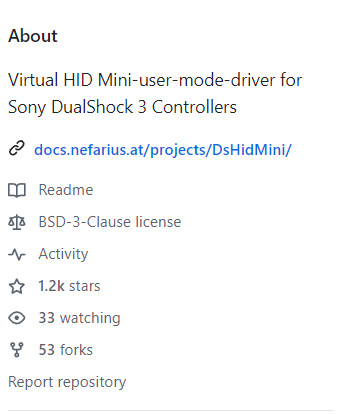 About
Virtual HID Mini-user-mode-driver for
Sony DualShock 3 Controllers
docs.nefarius.at/projects/DsHidMini/
Readme
BSD-3-Clause license
Activity
1.2k stars
33 watching
53 forks
Report repository